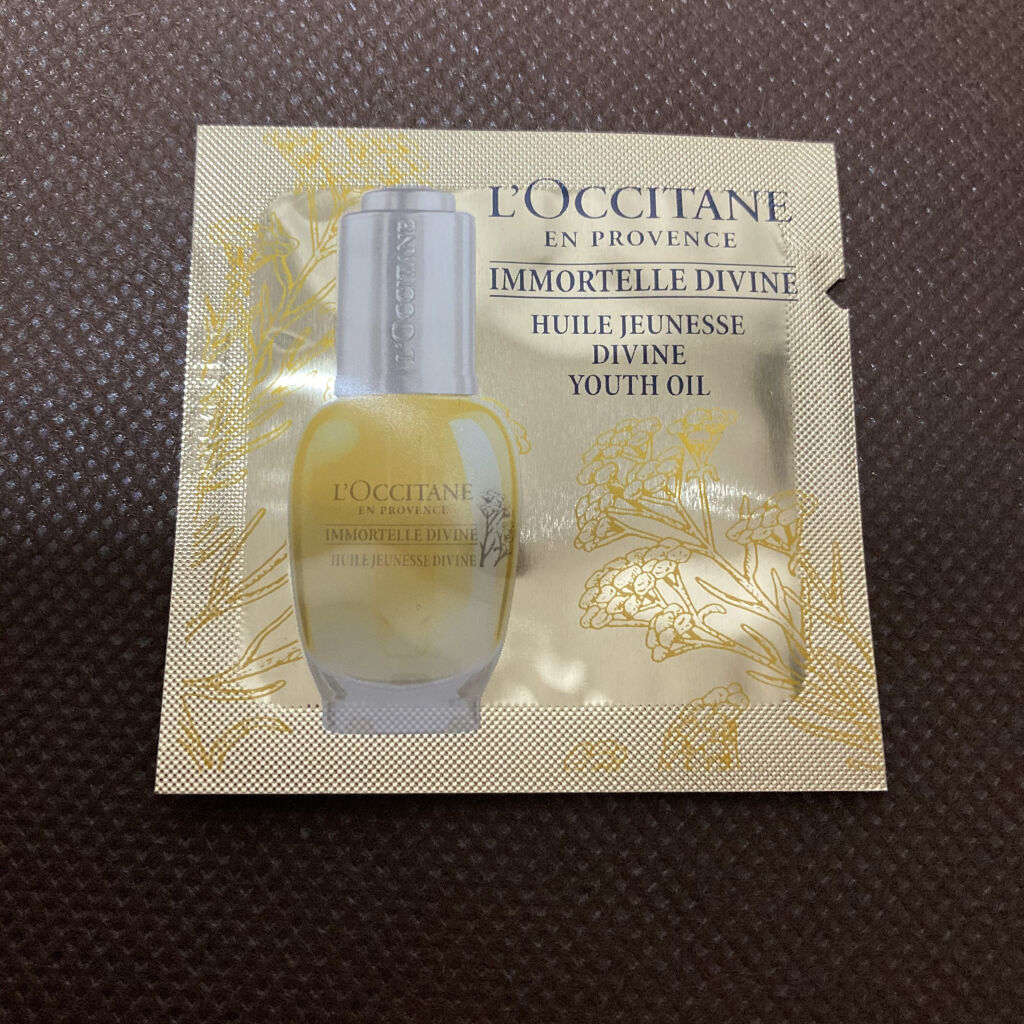 L'OCCITANE
EN PROVENCE
IMMORTELLE DIVINE
HUILE JEUNESSE
DIVINE
YOUTH OIL
L'OCCITANE
L'OCCITANE
EN PROVENCE
IMMORTELLE DIVINE
HUILE JEUNESSE DIVINE